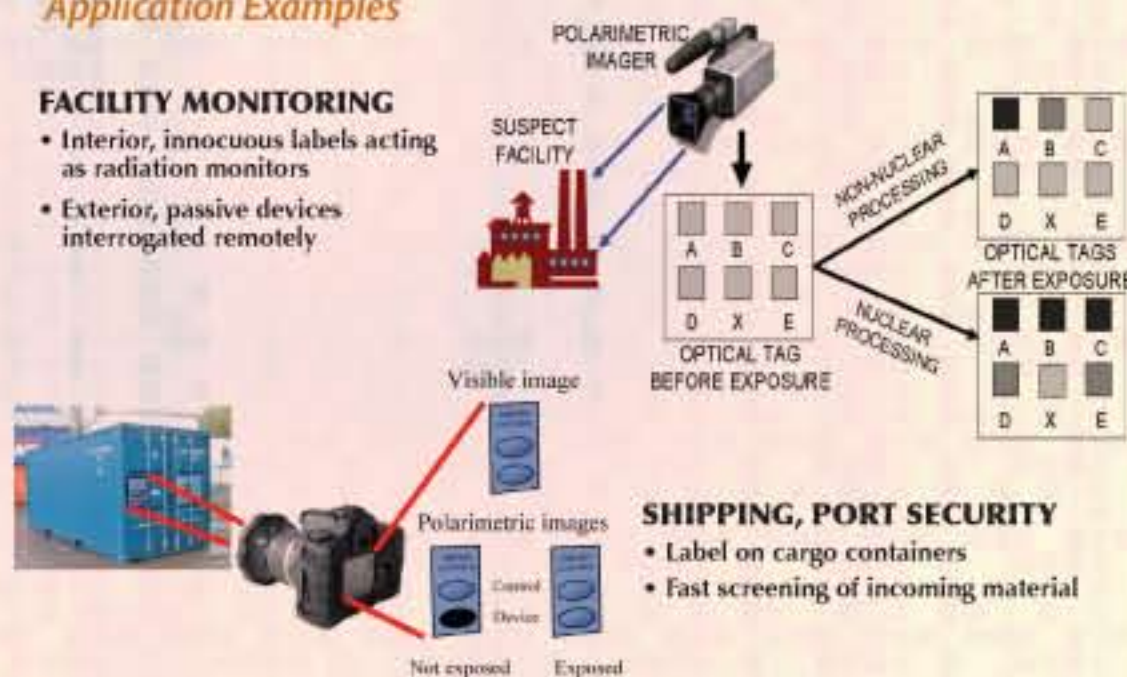 Application Examples
FACILITY MONITORING
• Interior, innocuous labels acting
as radiation monitors
• Exterior, passive devices
interrogated remotely
POLARIMETRIC
IMAGER
SUSPECT
FACILITY
A B C
D X E
OPTICAL TAG
BEFORE EXPOSURE
NON-NUCLEAR
PROCESSING
NUCLEAR
PROCESSING
A B C
D X E
OPTICAL TAGS
AFTER EXPOSURE
A B C
D X E
Visible image
Polarimetric images
Control
Device
Not exposed Exposed
SHIPPING, PORT SECURITY
• Label on cargo containers
• Fast screening of incoming material